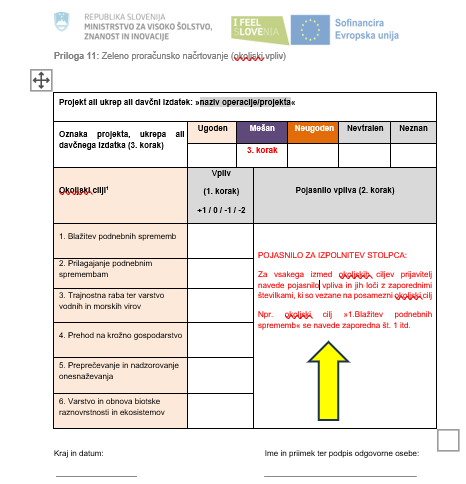 REPUBLIKA SLOVENIJA
MINISTRSTVO ZA VISOKO ŠOLSTVO,
ZNANOST IN INOVACIJE
I FEEL
SLOVENIA
Sofinancira
Evropska unija
Priloga 11: Zeleno proračunsko načrtovanje (okoljski vpliv)
Projekt ali ukrep ali davčni izdatek: »naziv operacije/projekta«
Oznaka projekta, ukrepa ali
davčnega izdatka (3. korak)
Ugoden
Mešan
Neugoden
Nevtralen
Neznan
3. korak
Okoljski cilji¹
Vpliv
(1. korak)
+1 / 0 / -1 / -2
Pojasnilo vpliva (2. korak)
1. Blažitev podnebnih sprememb
2. Prilagajanje podnebnim
spremembam
3. Trajnostna raba ter varstvo
vodnih in morskih virov
4. Prehod na krožno gospodarstvo
5. Preprečevanje in nadzorovanje
onesnaževanja
6. Varstvo in obnova biotske
raznovrstnosti in ekosistemov
POJASNILO ZA IZPOLNITEV STOLPCA:
Za vsakega izmed okoljskih ciljev prijavitelj
navede pojasnilo vpliva in jih loči z zaporednimi
številkami, ki so vezane na posamezni okoljski cilj
Npr. okoljski cilj »1.Blažitev podnebnih
sprememb« se navede zaporedna št. 1 itd.
Kraj in datum:
Ime in priimek ter podpis odgovorne osebe: